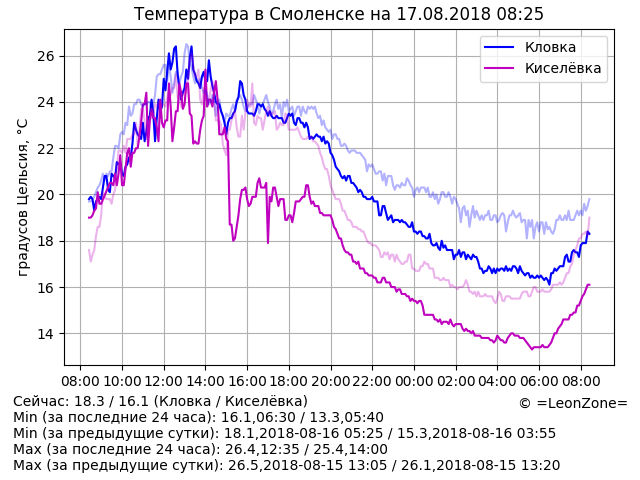 Температура в Смоленске на 17.08.2018 08:25
Кловка
Киселёвка
градусов Цельсия, °C
26
24
22
20
18
16
14
08:00 10:00 12:00 14:00 16:00 18:00 20:00 22:00 00:00 02:00 04:00 06:00 08:00
Сейчас: 18.3 / 16.1 (Кловка / Киселёвка)
© =LeonZone=
Min (за последние 24 часа): 16.1,06:30 / 13.3,05:40
Min (за предыдущие сутки): 18.1,2018-08-16 05:25 / 15.3,2018-08-16 03:55
Max (за последние 24 часа): 26.4,12:35 / 25.4,14:00
Max (за предыдущие сутки): 26.5,2018-08-15 13:05 / 26.1,2018-08-15 13:20